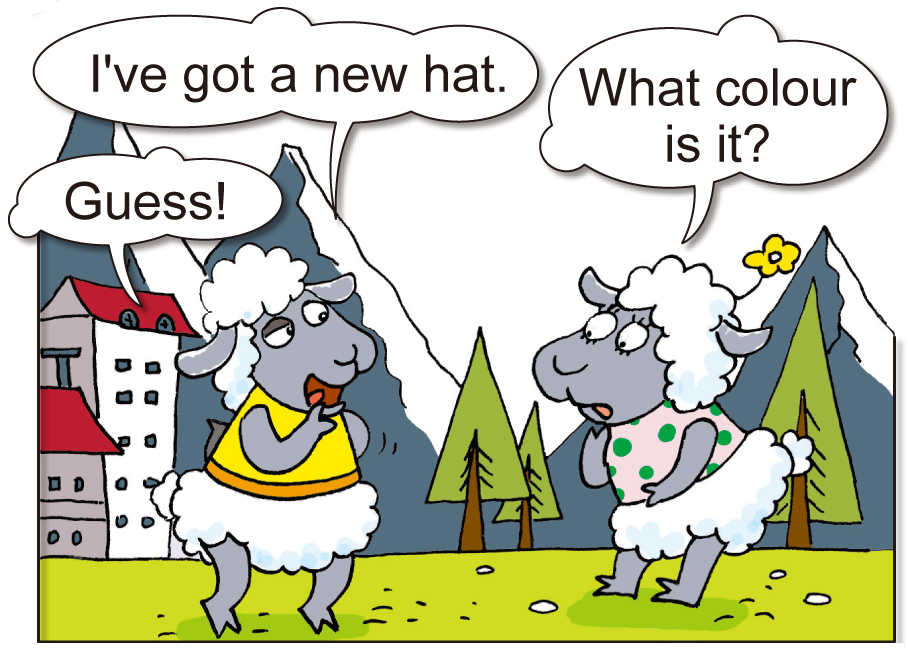 I've got a new hat.
What colour
is it?
Guess!